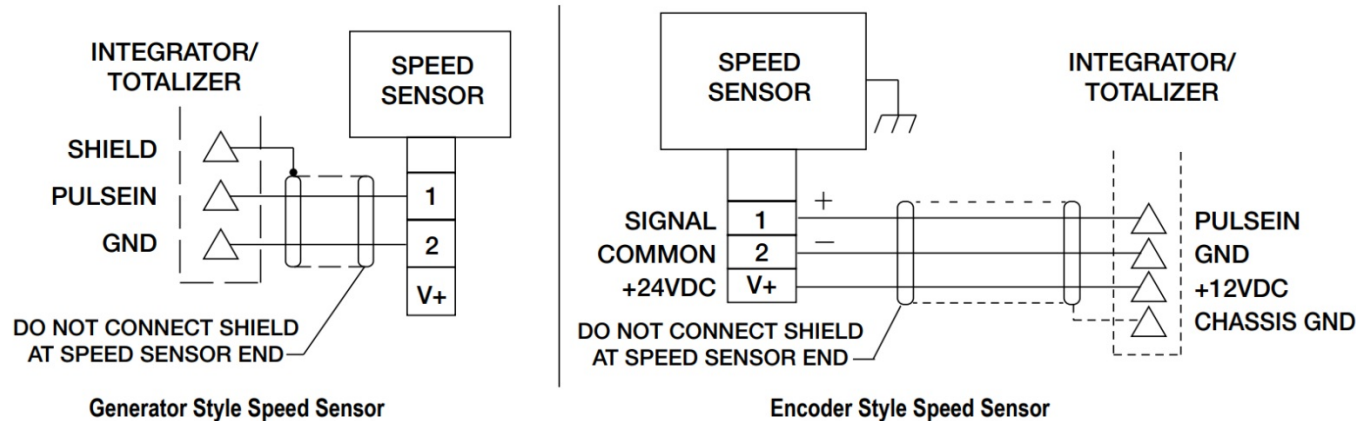 INTEGRATOR/
TOTALIZER
SPEED
SENSOR
SHIELD
PULSEIN
1
GND
2
V+
DO NOT CONNECT SHIELD
AT SPEED SENSOR END
Generator Style Speed Sensor
SPEED
SENSOR
INTEGRATOR/
TOTALIZER
SIGNAL 1 + PULSEIN
COMMON 2 – GND
+24VDC V+ +12VDC
CHASSIS GND
DO NOT CONNECT SHIELD
AT SPEED SENSOR END
Encoder Style Speed Sensor